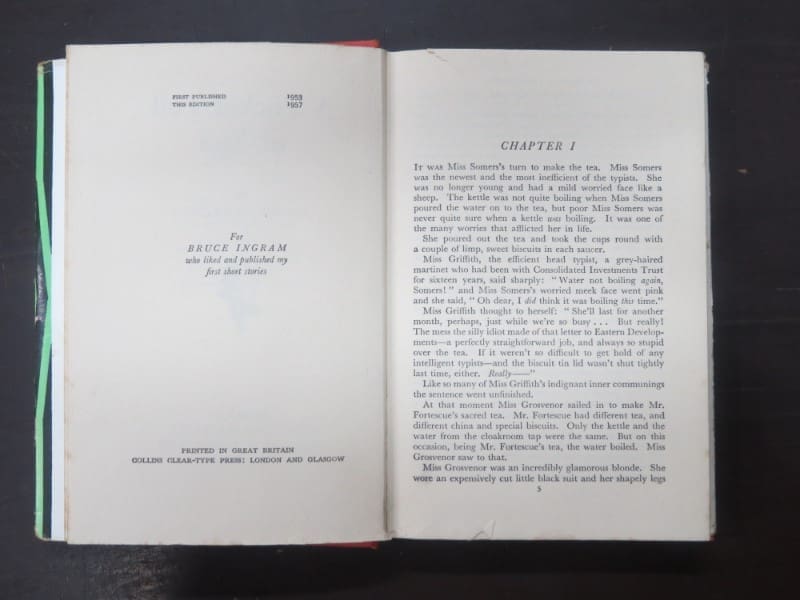 FIRST PUBLISHED 1953
THIS EDITION 1957
For
BRUCE INGRAM
who liked and published my
first short stories
PRINTED IN GREAT BRITAIN
COLLINS CLEAR-TYPE PRESS: LONDON AND GLASGOW
CHAPTER I
IT WAS Miss Somers's turn to make the tea. Miss Somers
was the newest and the most inefficient of the typists. She
was no longer young and had a mild worried face like a
sheep. The kettle was not quite boiling when Miss Somers
poured the water on to the tea, but poor Miss Somers was
never quite sure when a kettle was boiling. It was one of
the many worries that afflicted her in life.
She poured out the tea and took the cups round with
a couple of limp, sweet biscuits in each saucer.
Miss Griffith, the efficient head typist, a grey-haired
martinet who had been with Consolidated Investments Trust
for sixteen years, said sharply: “ Water not boiling again,
Somers! ” and Miss Somers's worried meek face went pink
and she said, “ Oh dear, I did think it was boiling this time.”
Miss Griffith thought to herself: “ She'll last for another
month, perhaps, just while we're so busy . . . But really!
The mess the silly idiot made of that letter to Eastern Develop-
ments—a perfectly straightforward job, and always so stupid
over the tea. If it weren't so difficult to get hold of any
intelligent typists—and the biscuit tin lid wasn't shut tightly
last time, either. Really——”
Like so many of Miss Griffith's indignant inner communings
the sentence went unfinished.
At that moment Miss Grosvenor sailed in to make Mr.
Fortescue's sacred tea. Mr. Fortescue had different tea, and
different china and special biscuits. Only the kettle and the
water from the cloakroom tap were the same. But on this
occasion, being Mr. Fortescue's tea, the water boiled. Miss
Grosvenor saw to that.
Miss Grosvenor was an incredibly glamorous blonde. She
wore an expensively cut little black suit and her shapely legs
5